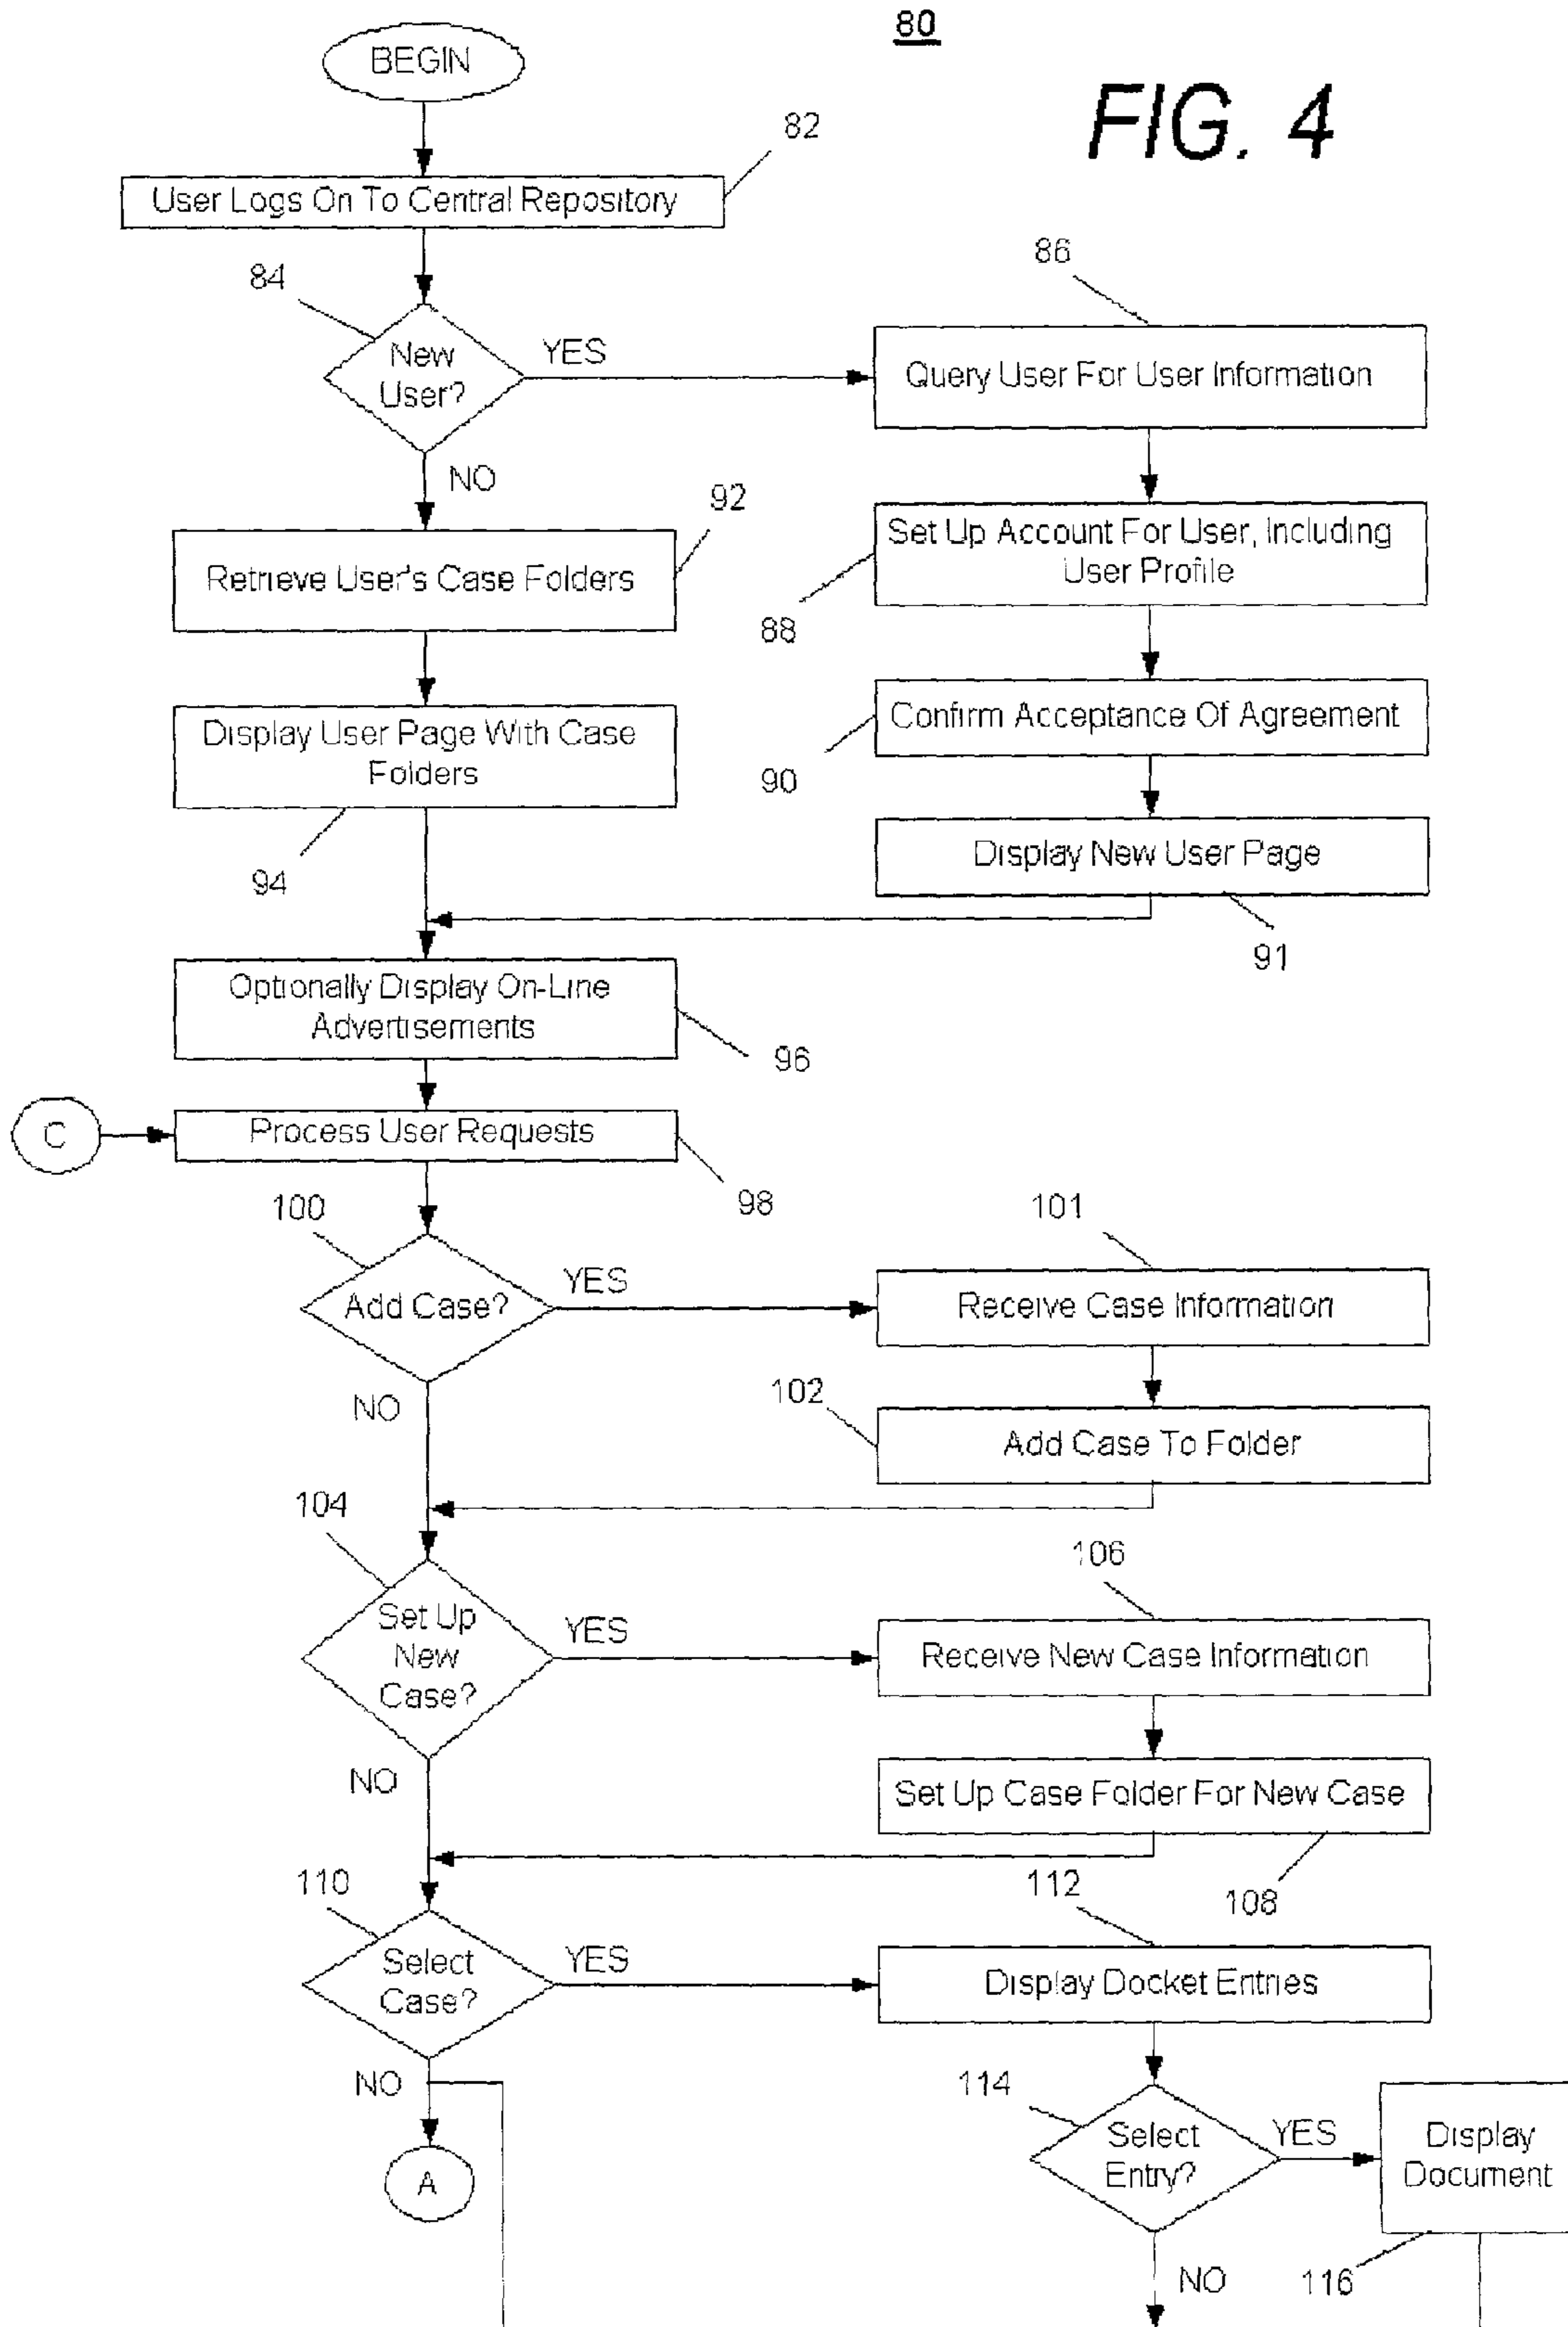 80
FIG. 4
BEGIN
82
User Logs On To Central Repository
84
New
User?
YES
NO
86
Query User For User Information
92
Retrieve User's Case Folders
Set Up Account For User, Including
User Profile
88
Display User Page With Case
Folders
94
Confirm Acceptance Of Agreement
90
Display New User Page
91
Optionally Display On-Line
Advertisements
96
C
Process User Requests
98
100
Add Case?
YES
NO
101
Receive Case Information
102
Add Case To Folder
104
Set Up
New
Case?
YES
NO
106
Receive New Case Information
Set Up Case Folder For New Case
108
110
Select
Case?
YES
NO
112
Display Docket Entries
A
114
Select
Entry?
YES
NO
Display
Document
116